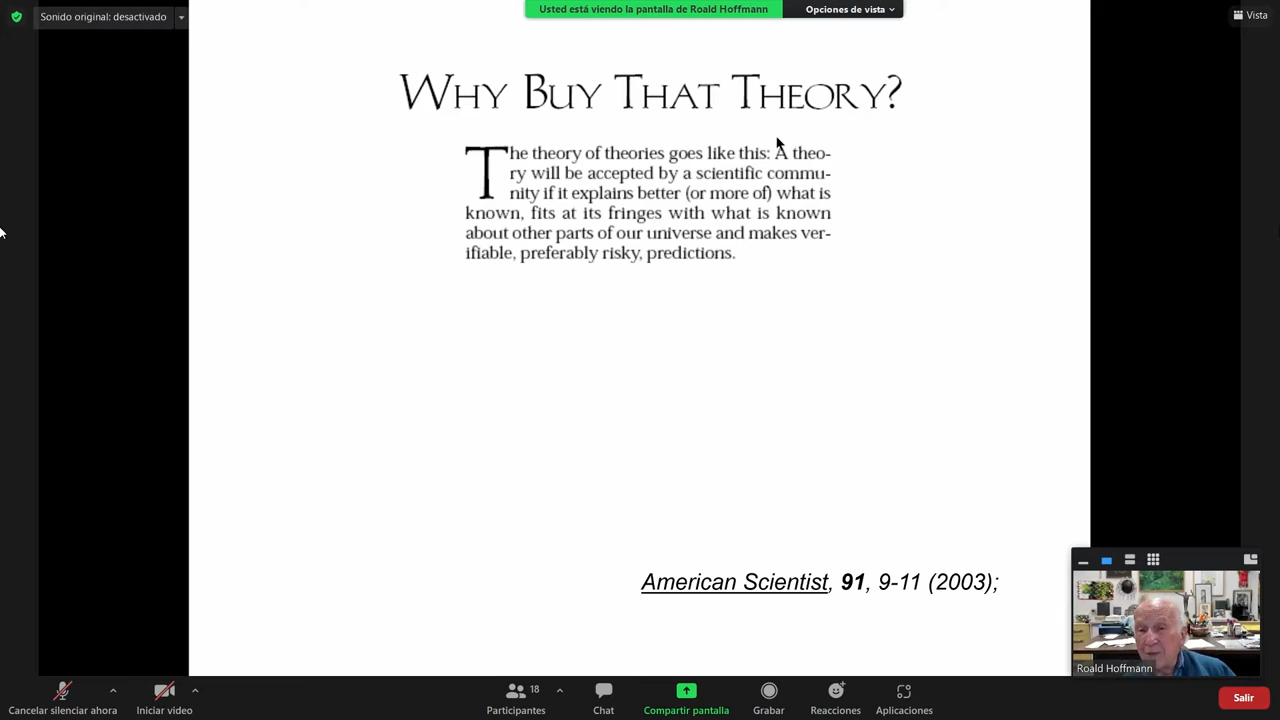 Sonido original: desactivado
Usted está viendo la pantalla de Roald Hoffmann
Opciones de vista
Vista
WHY BUY THAT THEORY?
The theory of theories goes like this: A theo-
ry will be accepted by a scientific commu-
nity if it explains better (or more of) what is
known, fits at its fringes with what is known
about other parts of our universe and makes ver-
ifiable, preferably risky, predictions.
American Scientist, 91, 9-11 (2003);
Roald Hoffmann
Cancelar silenciar ahora
Iniciar video
18
Participantes
Chat
Compartir pantalla
Grabar
Reacciones
Aplicaciones
Salir